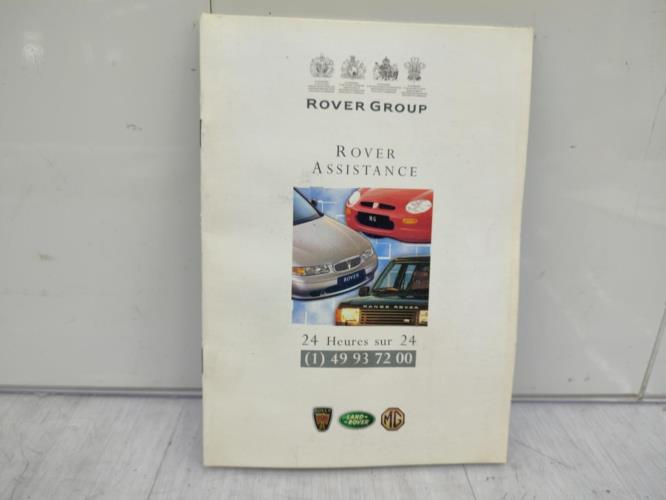 ROVER GROUP
ROVER
ASSISTANCE
MG
ROVER
RANGE ROVER
24 Heures sur 24
(1) 49 93 72 00
ROVER
LAND-
ROVER
MG